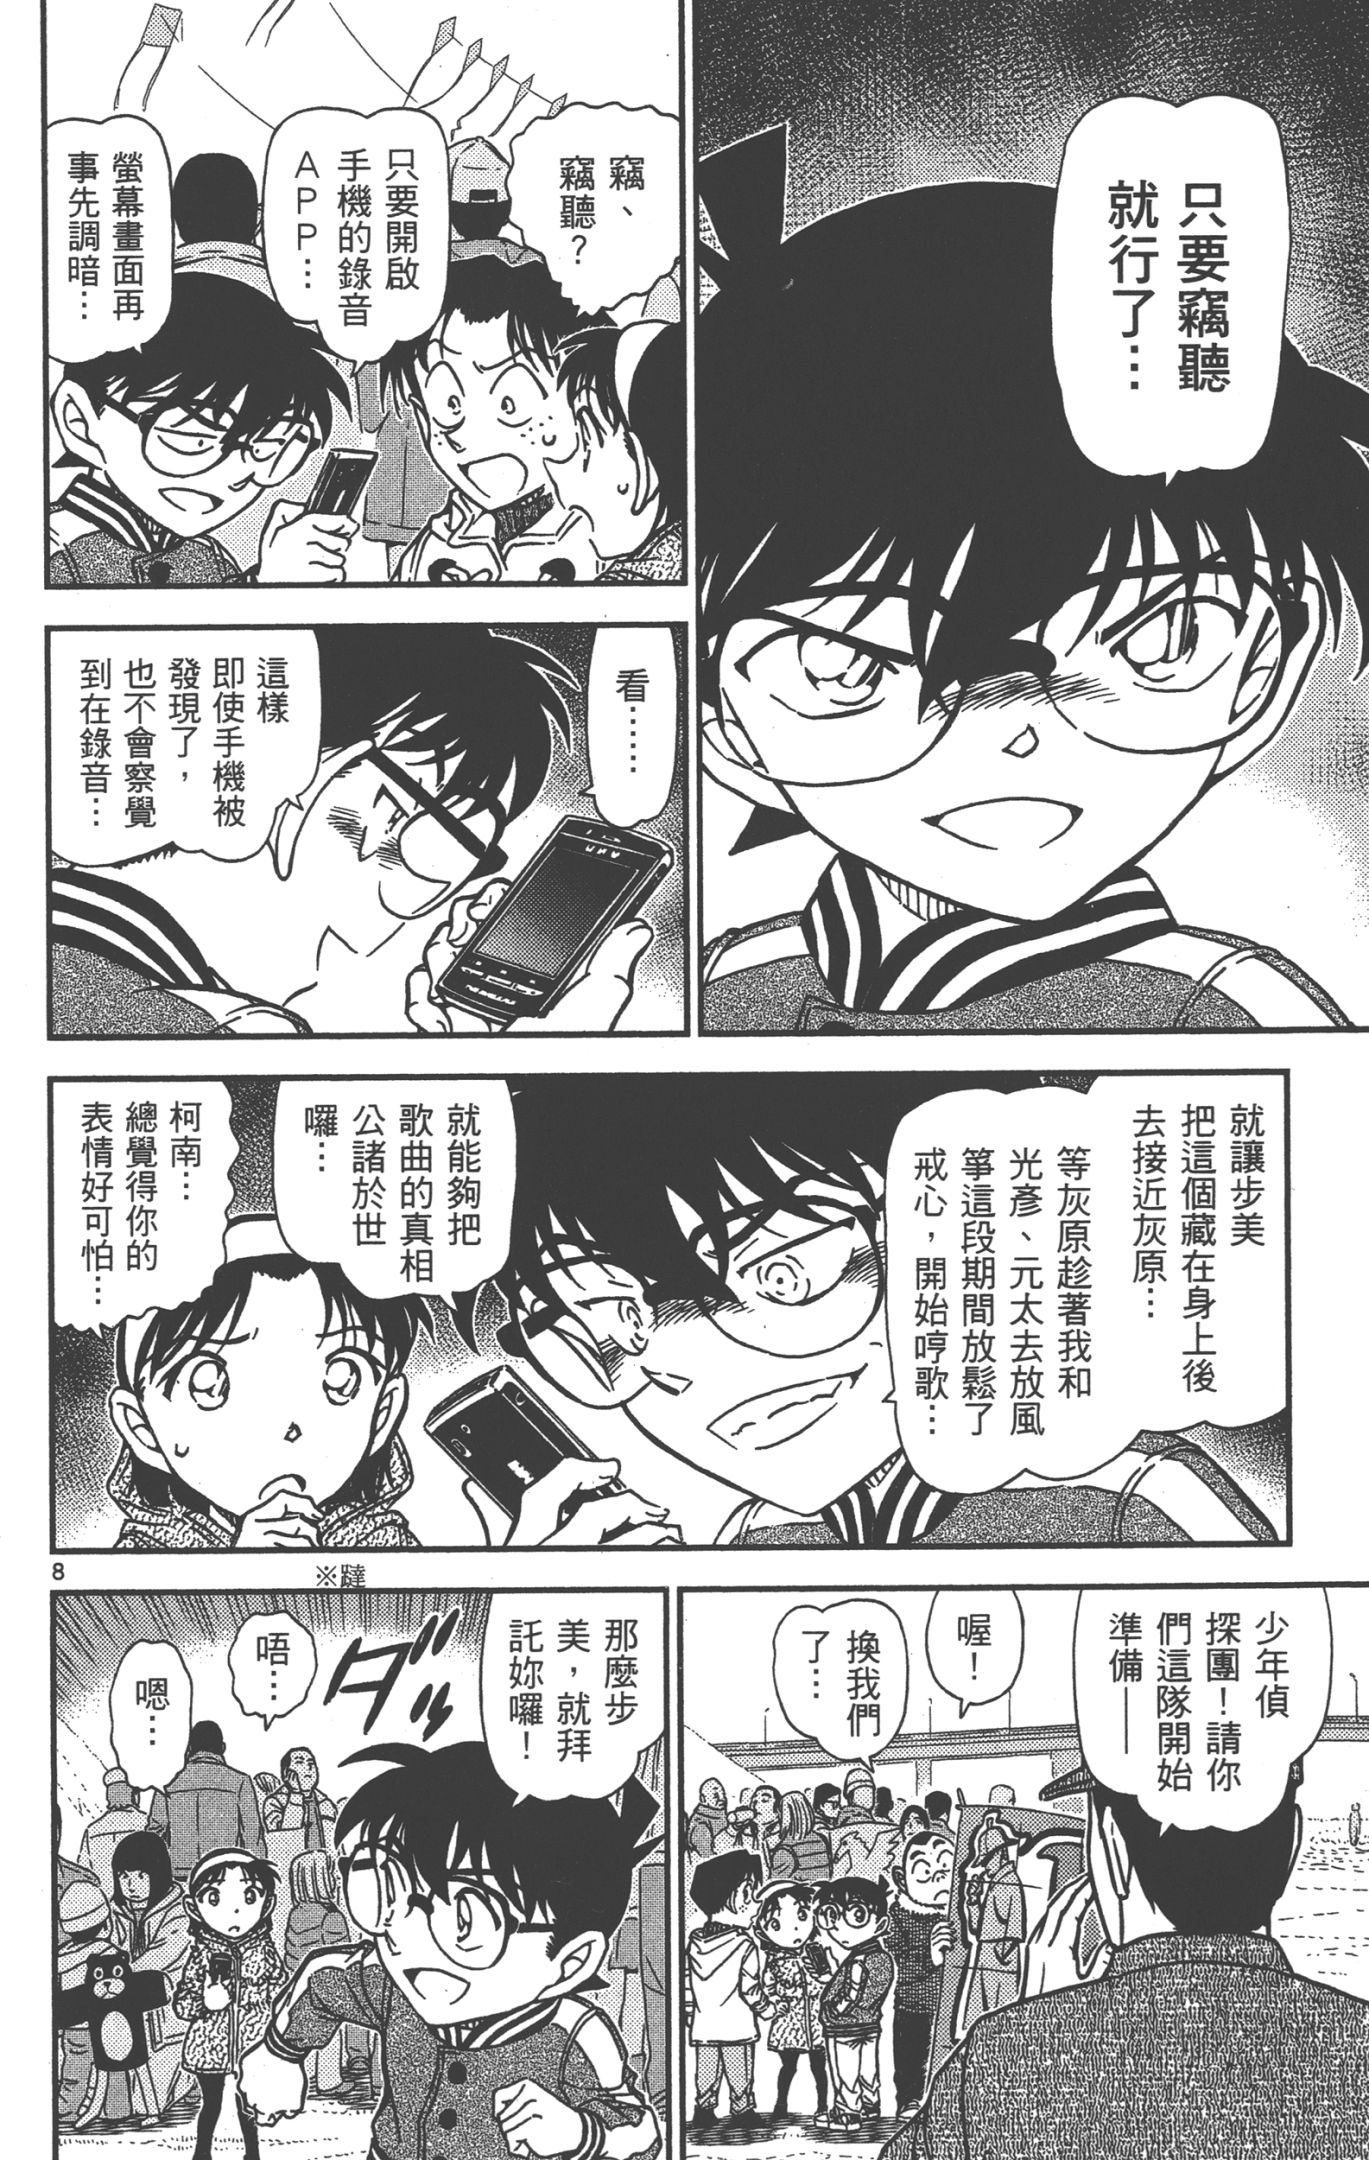 只要竊聽
就行了…
竊、
竊聽？
只要開啟
手機的錄音
ＡＰＰ…
螢幕畫面再
事先調暗…
看……
這樣
即使手機被
發現了，
也不會察覺
到在錄音…
就讓步美
把這個藏在身上後
去接近灰原…
等灰原趁著我和
光彥、元太去放風
箏這段期間放鬆了
戒心，開始哼歌…
就能夠把
歌曲的真相
公諸於世
囉…
柯南…
總覺得你的
表情好可怕…
8
少年偵
探團！請你
們這隊開始
準備──
喔！
換我們
了…
那麼步
美，就拜
託妳囉！
※躂
ダッ
唔…
嗯…